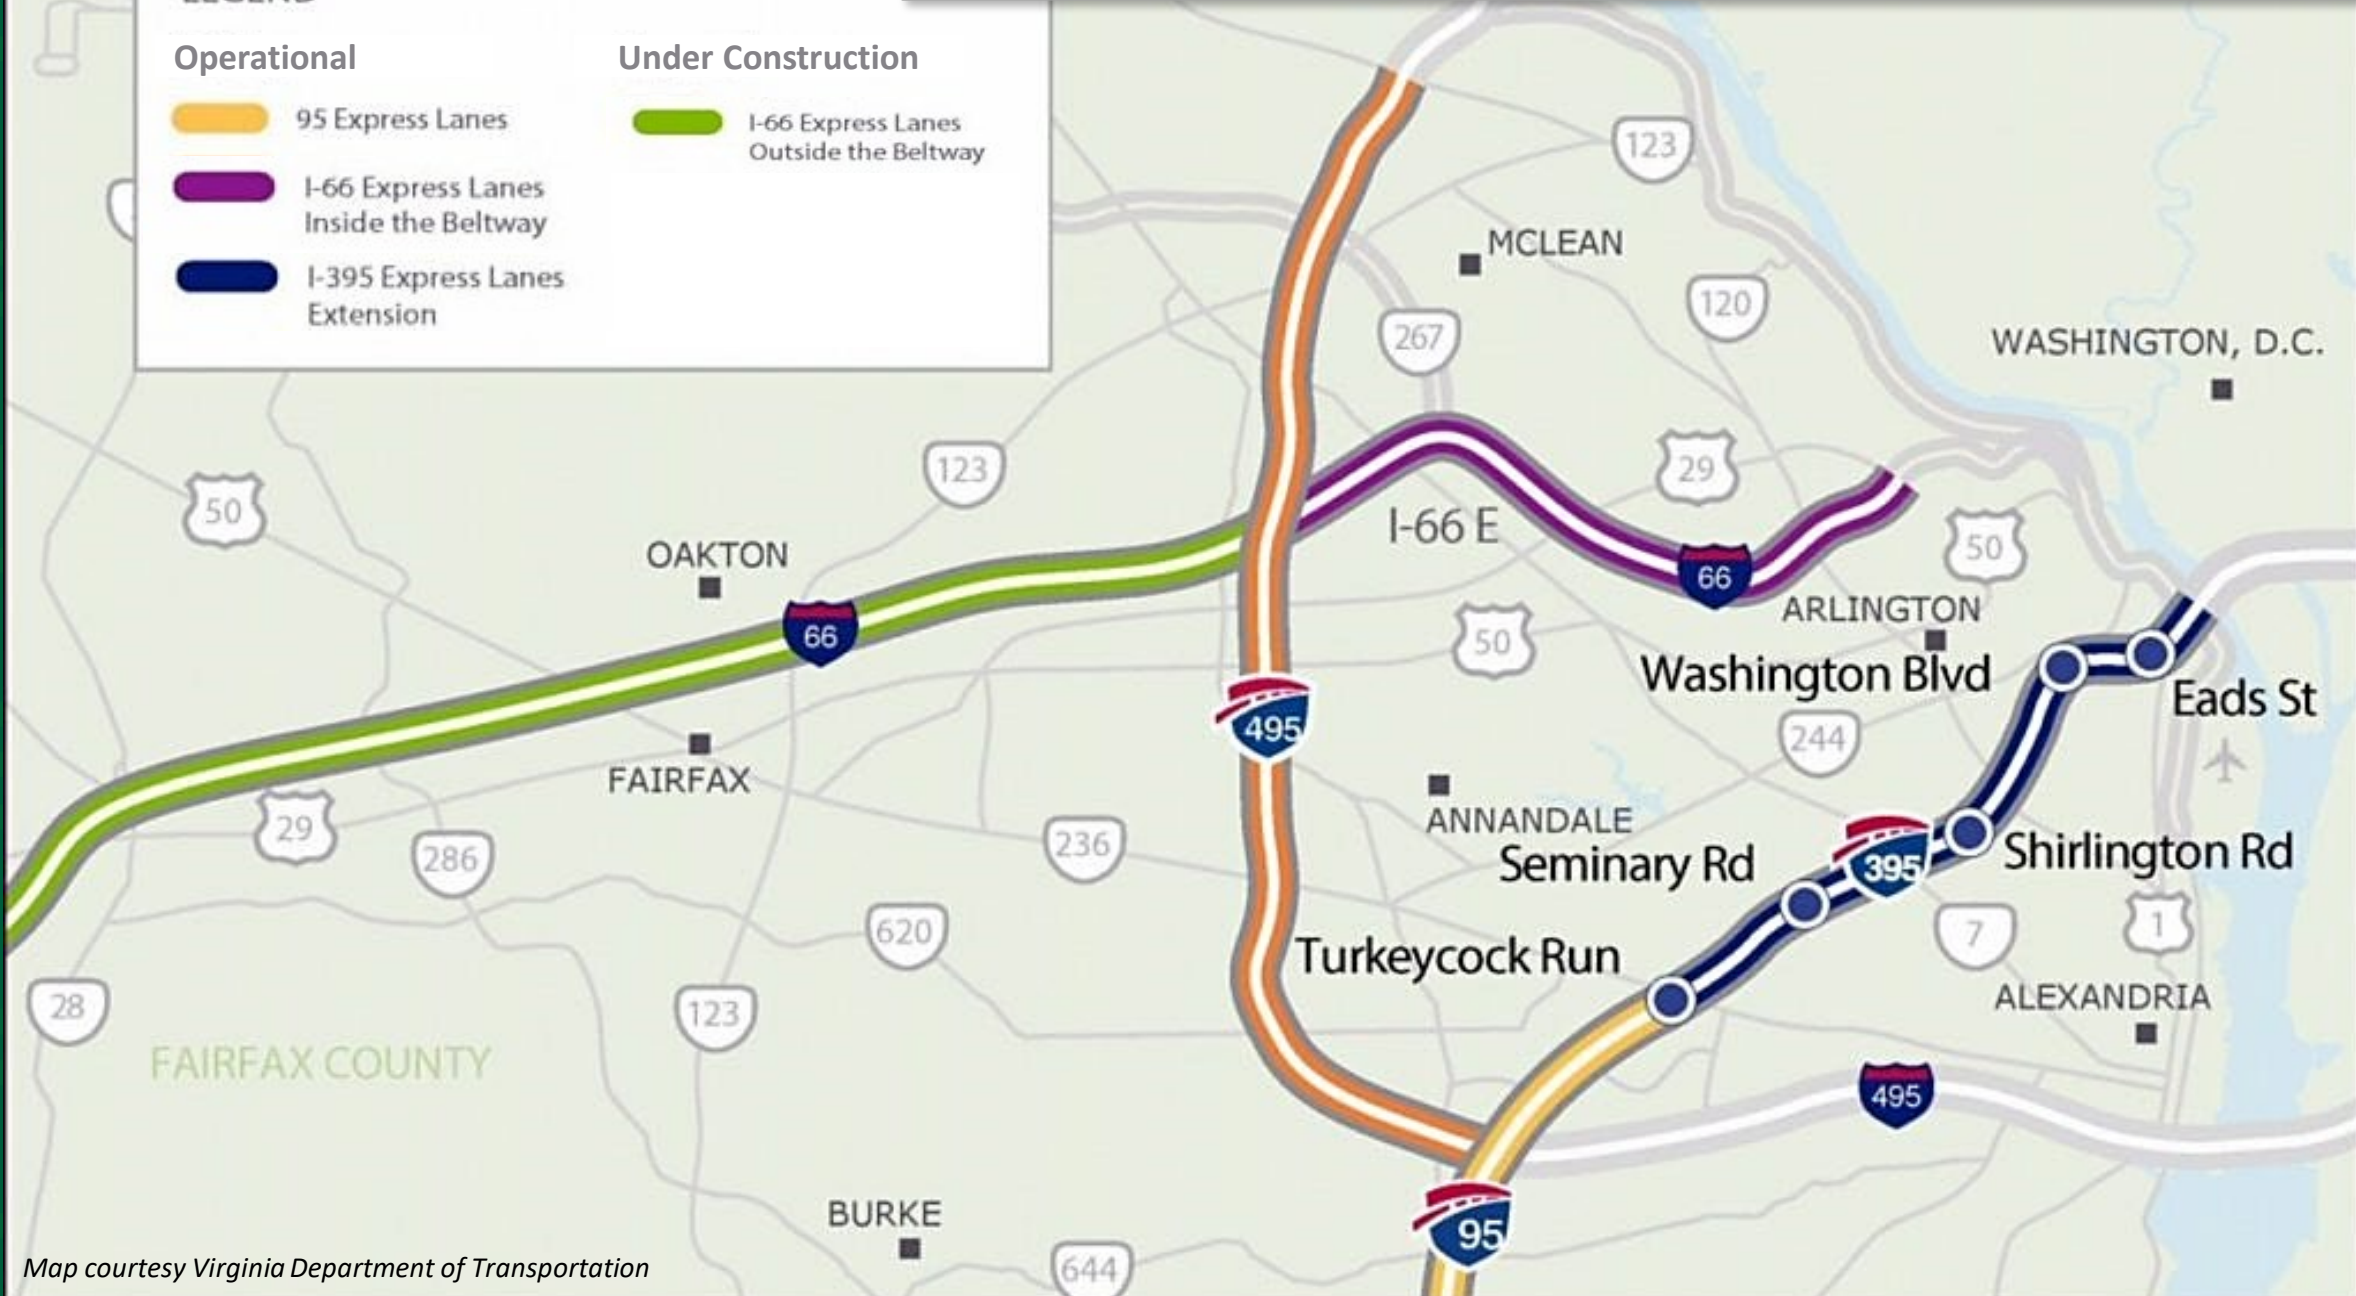 LEGEND
Operational
Under Construction
95 Express Lanes
I-66 Express Lanes
Inside the Beltway
I-395 Express Lanes
Extension
I-66 Express Lanes
Outside the Beltway
123
MCLEAN
120
267
WASHINGTON, D.C.
123
29
50
I-66 E
50
OAKTON
66
66
ARLINGTON
50
Washington Blvd
Eads St
495
244
FAIRFAX
ANNANDALE
29
286
236
Seminary Rd
395
Shirlington Rd
620
7
1
Turkeycock Run
28
123
ALEXANDRIA
FAIRFAX COUNTY
495
BURKE
95
644
Map courtesy Virginia Department of Transportation